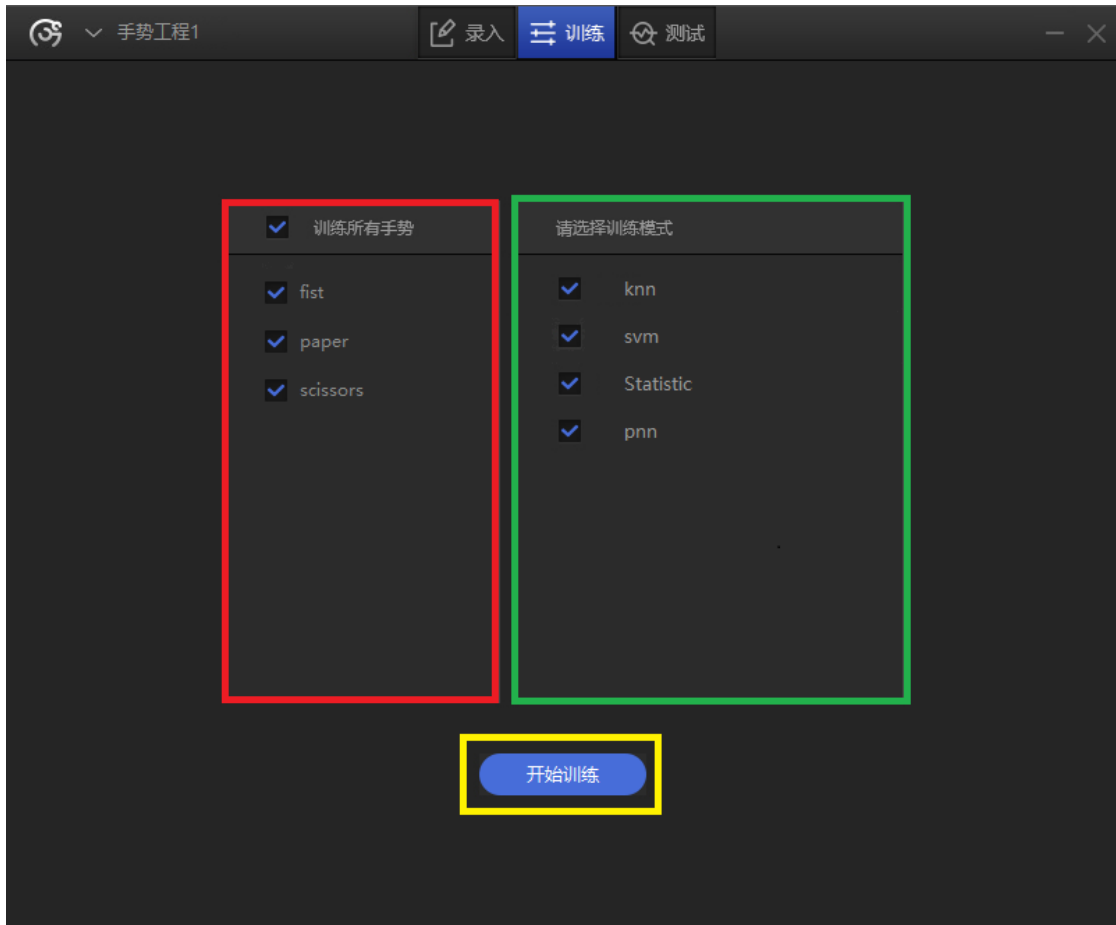 手势工程1
录入
训练
测试
训练所有手势
fist
paper
scissors
请选择训练模式
knn
svm
Statistic
pnn
开始训练